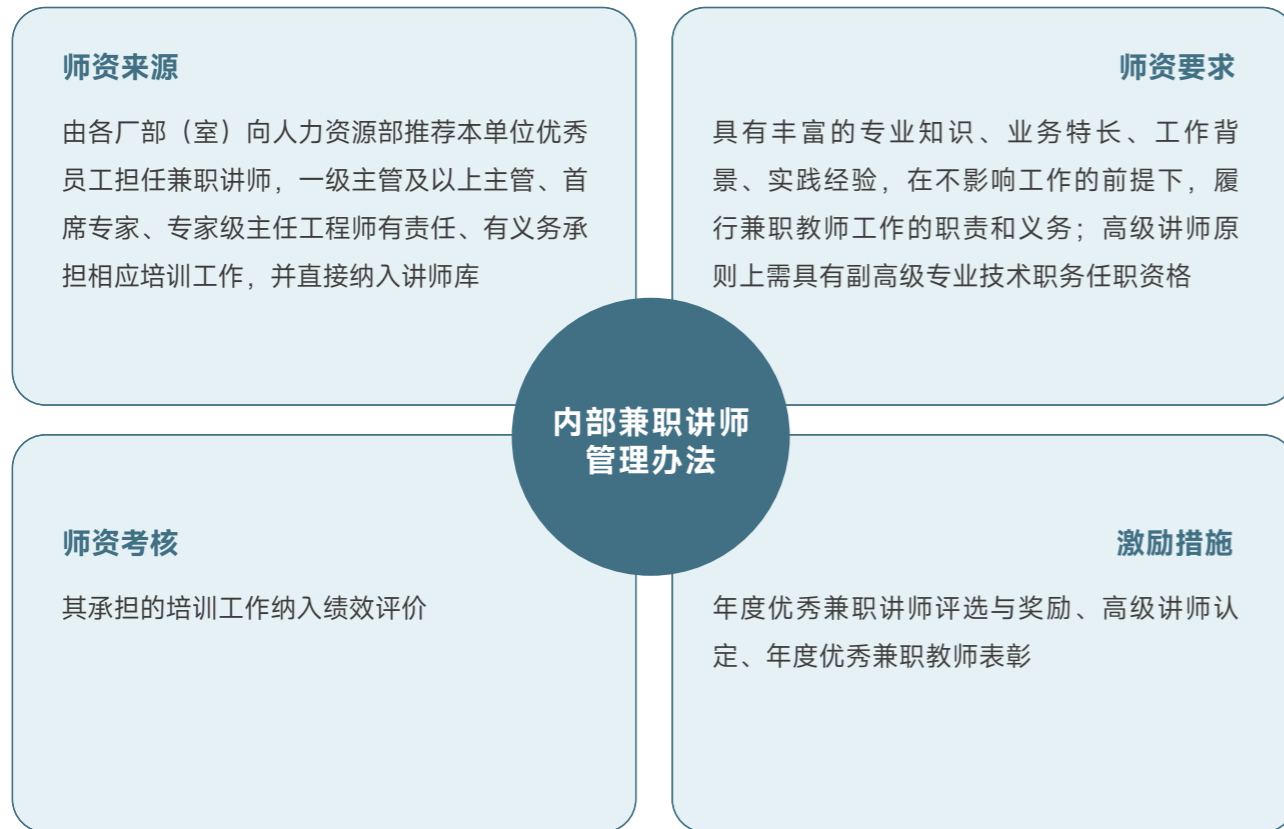 师资来源
由各厂部（室）向人力资源部推荐本单位优秀
员工担任兼职讲师，一级主管及以上主管、首
席专家、专家级主任工程师有责任、有义务承
担相应培训工作，并直接纳入讲师库
师资要求
具有丰富的专业知识、业务特长、工作背
景、实践经验，在不影响工作的前提下，履
行兼职教师工作的职责和义务；高级讲师原
则上需具有副高级专业技术职务任职资格
内部兼职讲师
管理办法
师资考核
其承担的培训工作纳入绩效评价
激励措施
年度优秀兼职讲师评选与奖励、高级讲师认
定、年度优秀兼职教师表彰